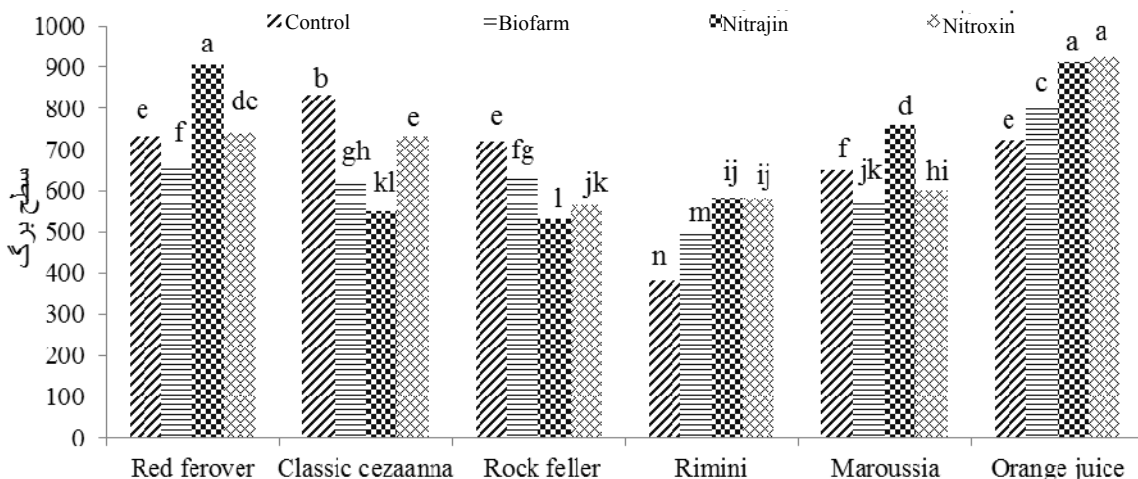 Control Biofarm Nitrajin Nitroxin
1000
900
800
700
600
500
400
300
200
100
0
سطح برگ
e f a dc
b gh kl e
e fg l jk
n m ij ij
f jk d hi
e c a a
Red ferover Classic cezaanna Rock feller Rimini Maroussia Orange juice